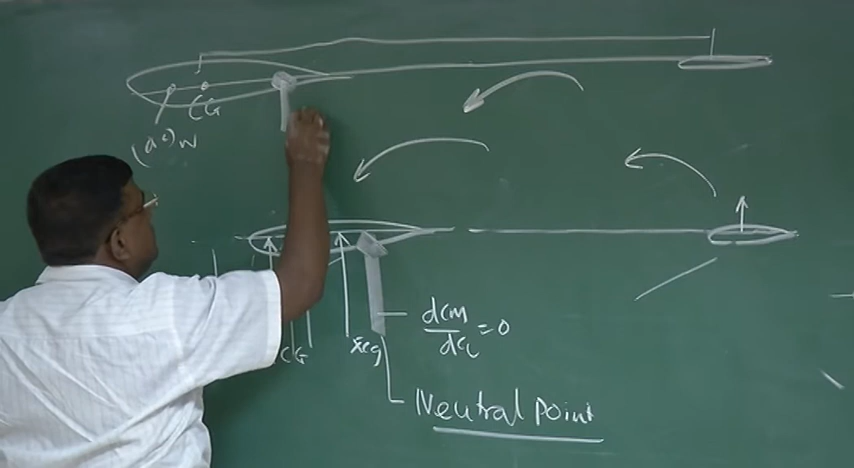 CG
(ac)w
CG
Xcg
dCM
dCL
=0
Neutral Point